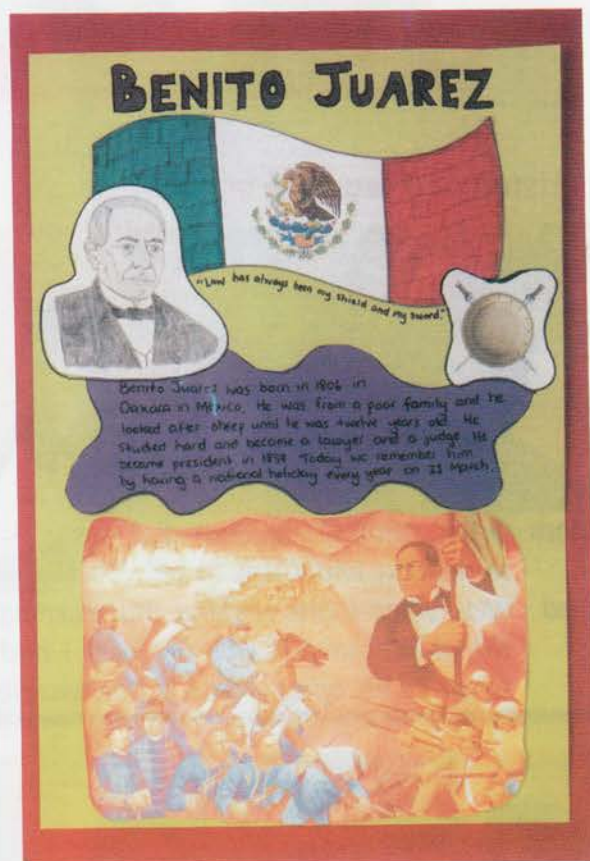 BENITO JUAREZ
"Law has always been my shield and my sword."
Benito Juarez was born in 1806 in
Oaxaca in Mexico. He was from a poor family and he
looked after sheep until he was twelve years old. He
studied hard and became a lawyer and a judge. He
became president in 1858. Today we remember him
by having a national holiday every year on 21 March.